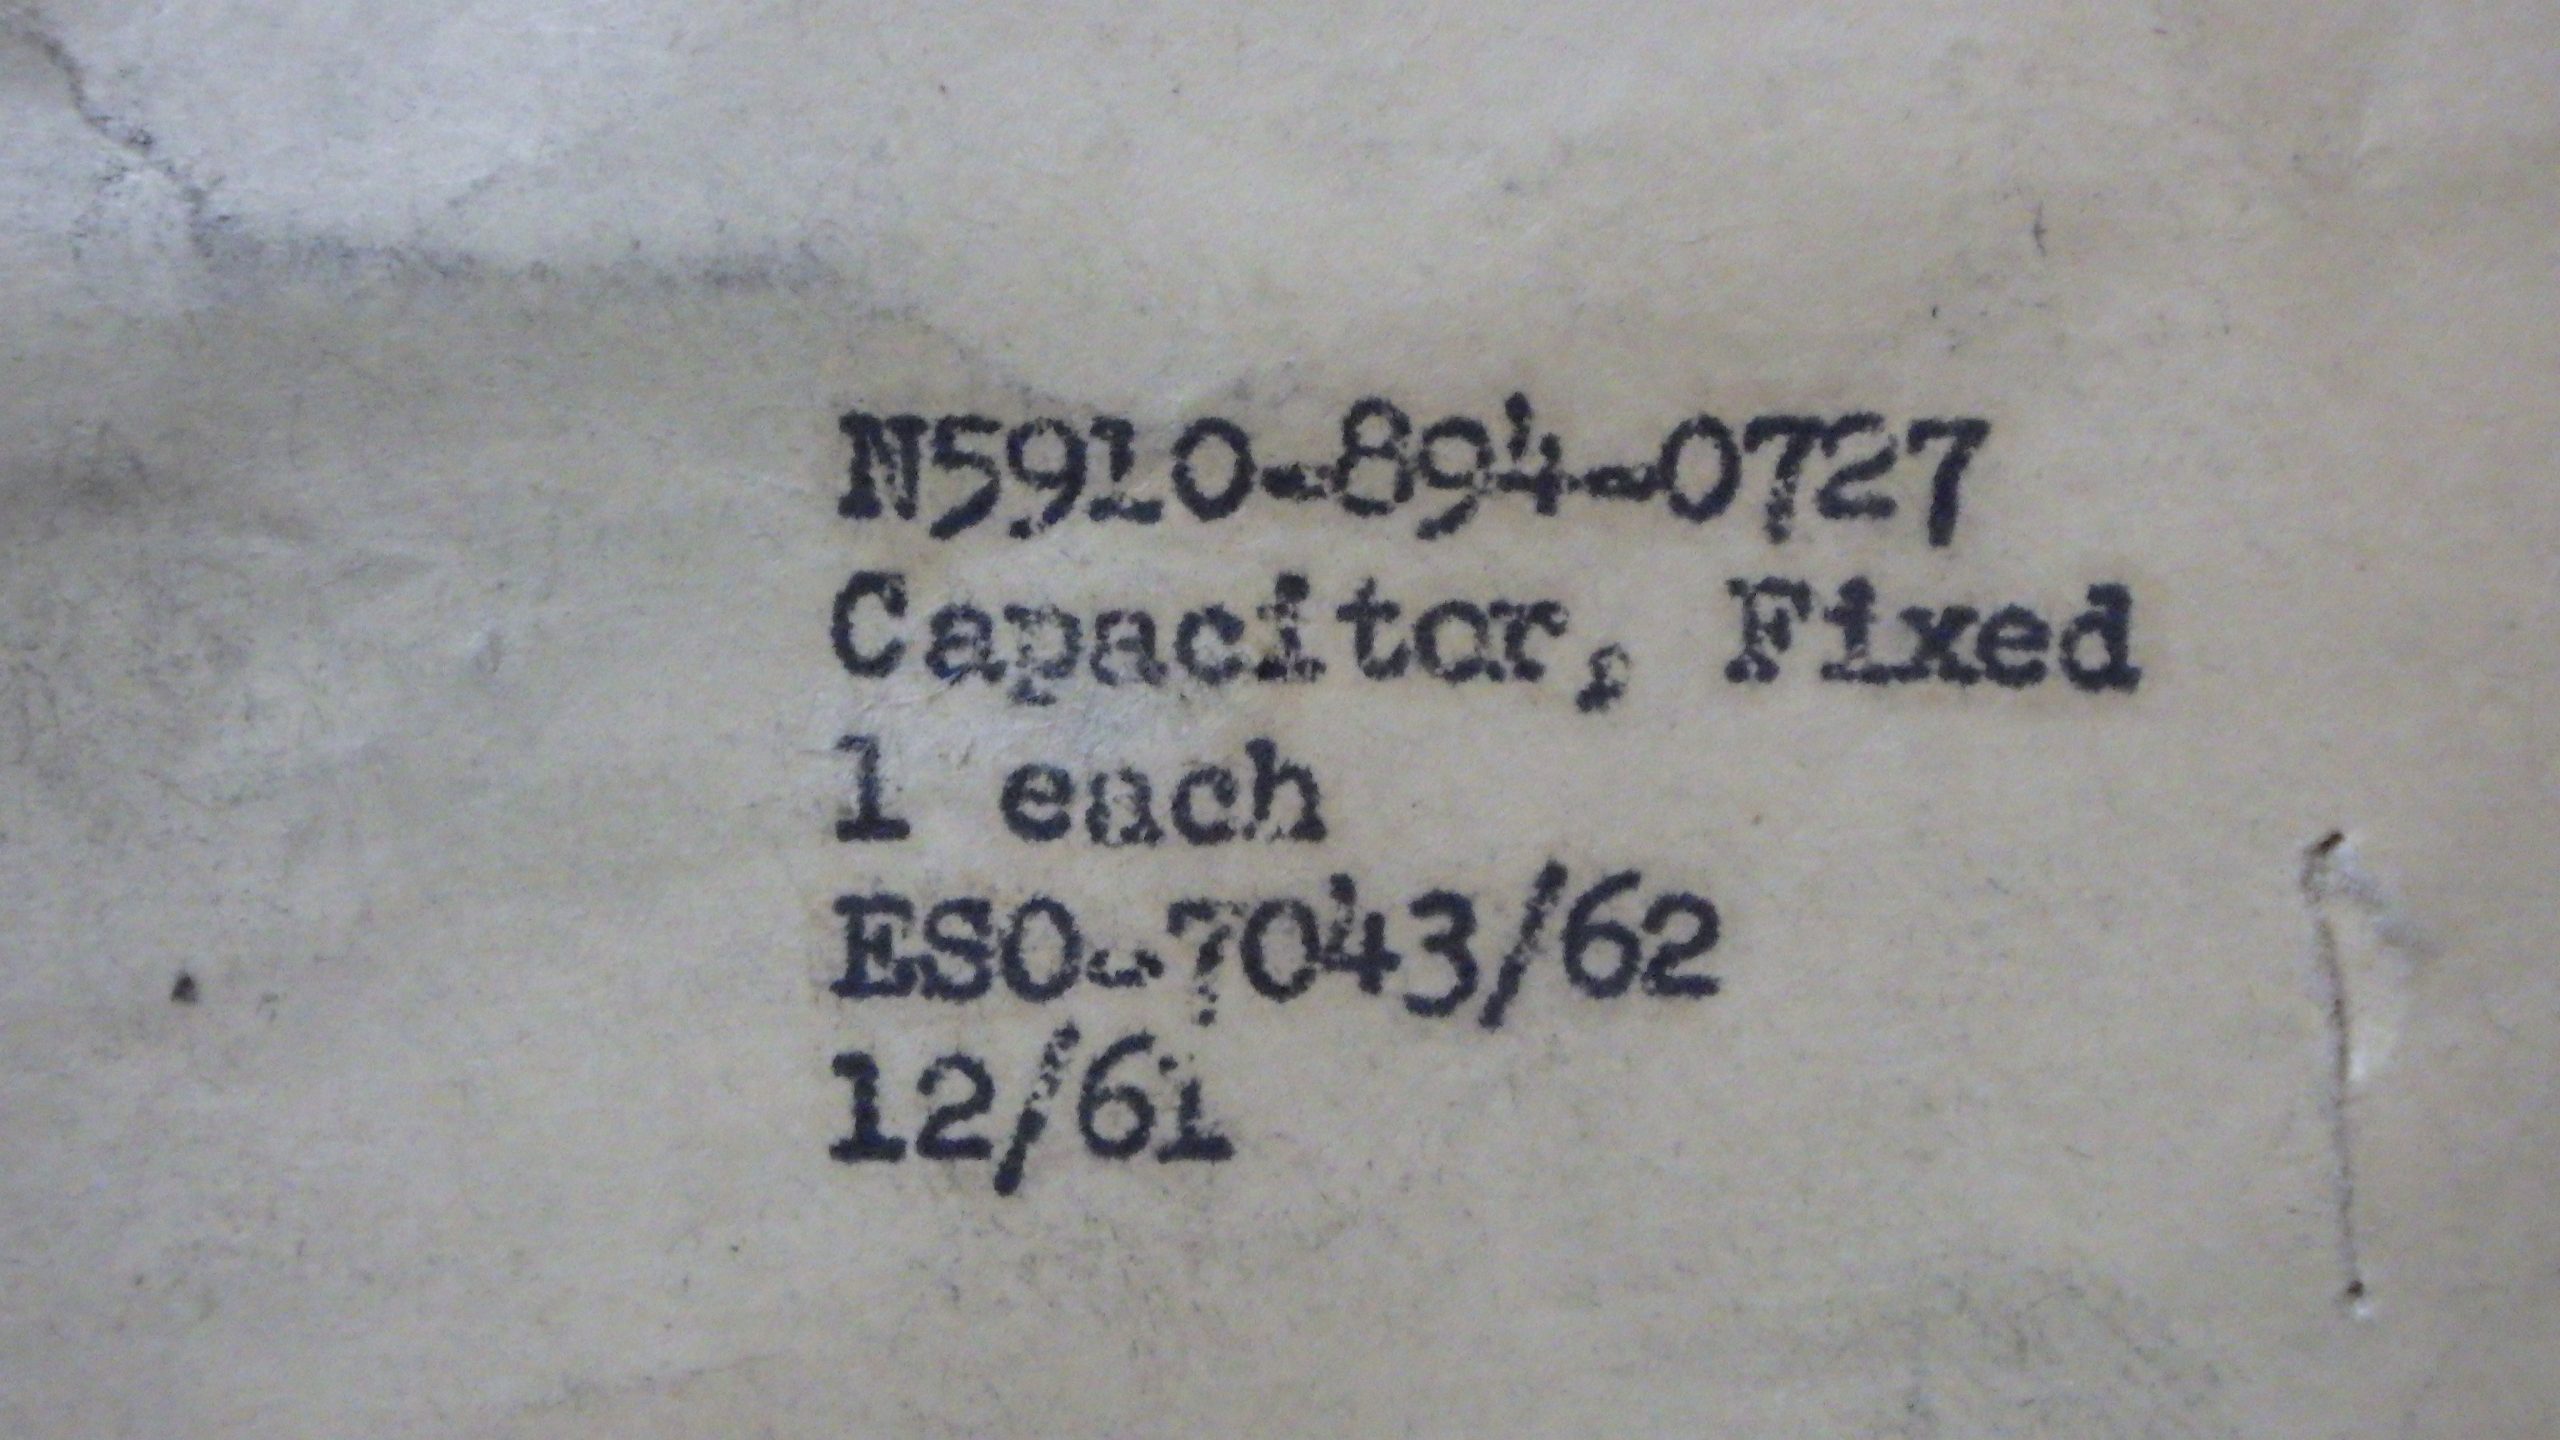 N5910-894-0727
Capacitor, Fixed
1 each
ESO-7043/62
12/61